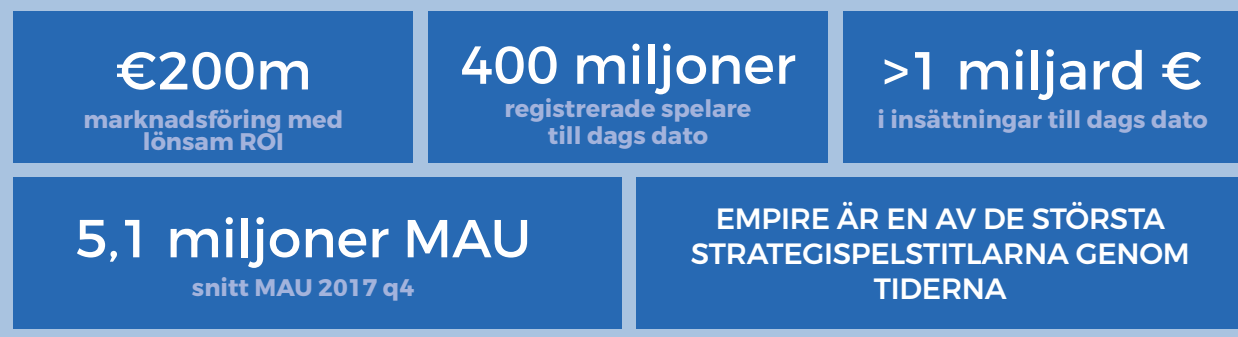 €200m
marknadsföring med
lönsam ROI
400 miljoner
registrerade spelare
till dags dato
>1 miljard €
i insättningar till dags dato
5,1 miljoner MAU
snitt MAU 2017 q4
EMPIRE ÄR EN AV DE STÖRSTA
STRATEGISPELSTITLARNA GENOM
TIDERNA